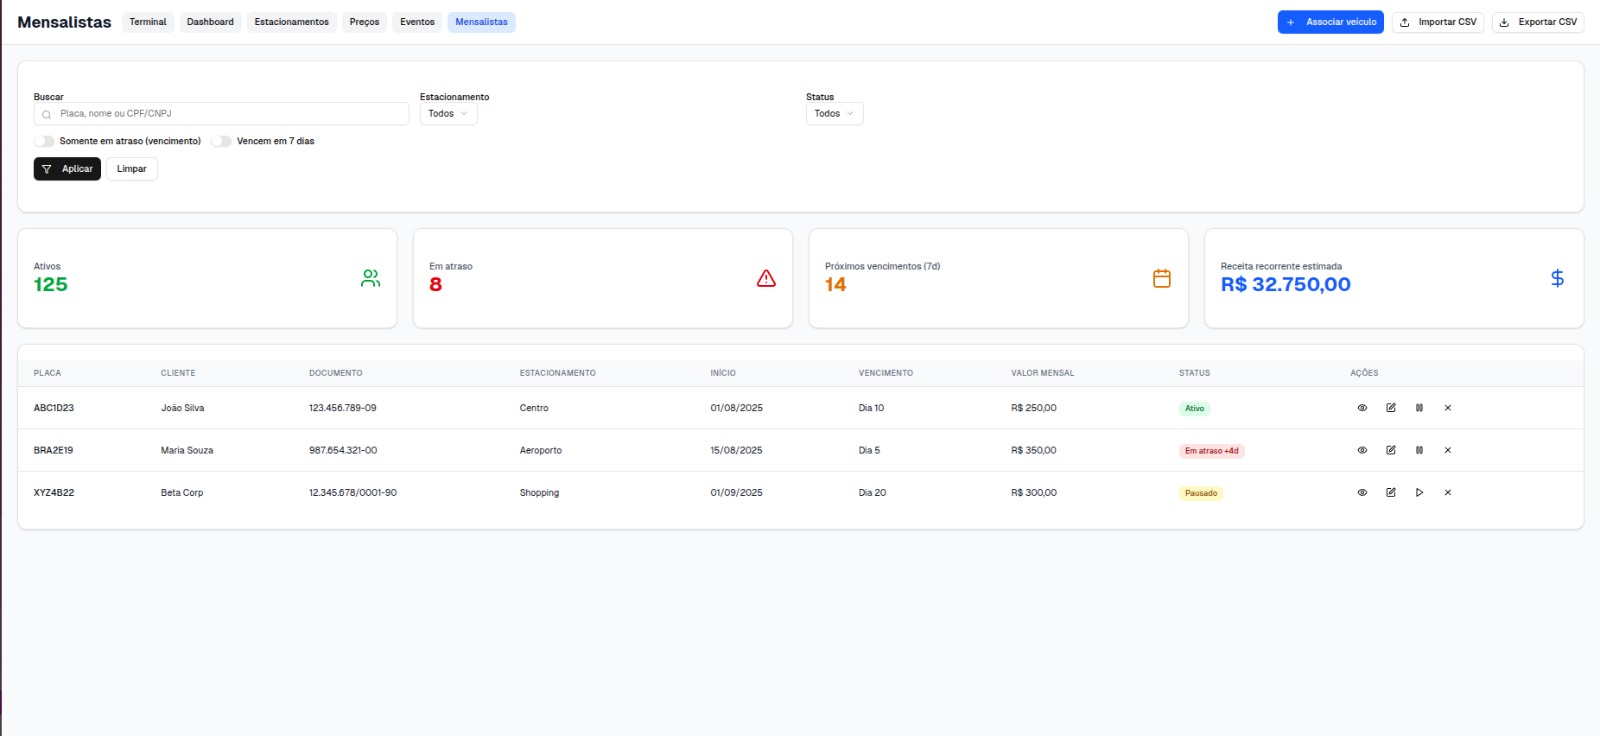 Mensalistas Terminal Dashboard Estacionamentos Preços Eventos Mensalistas + Associar veículo Importar CSV Exportar CSV
Buscar Estacionamento Status
Placa, nome ou CPF/CNPJ Todos Todos
Somente em atraso (vencimento) Vencem em 7 dias
Aplicar Limpar
Ativos
125
Em atraso
8
Próximos vencimentos (7d)
14
Receita recorrente estimada
R$ 32.750,00
PLACA CLIENTE DOCUMENTO ESTACIONAMENTO INÍCIO VENCIMENTO VALOR MENSAL STATUS AÇÕES
ABC1D23 João Silva 123.456.789-09 Centro 01/08/2025 Dia 10 R$ 250,00 Ativo
BRA2E19 Maria Souza 987.654.321-00 Aeroporto 15/08/2025 Dia 5 R$ 350,00 Em atraso +4d
XYZ4B22 Beta Corp 12.345.678/0001-90 Shopping 01/09/2025 Dia 20 R$ 300,00 Pausado